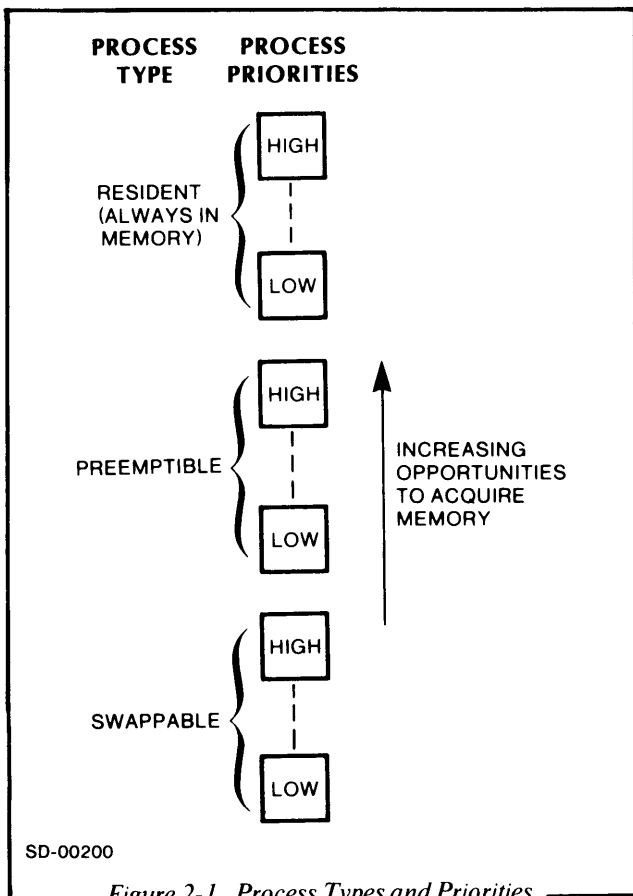 PROCESS TYPE
PROCESS PRIORITIES
RESIDENT
(ALWAYS IN
MEMORY)
HIGH
LOW
PREEMPTIBLE
HIGH
LOW
INCREASING
OPPORTUNITIES
TO ACQUIRE
MEMORY
SWAPPABLE
HIGH
LOW
SD-00200
Figure 2-1. Process Types and Priorities